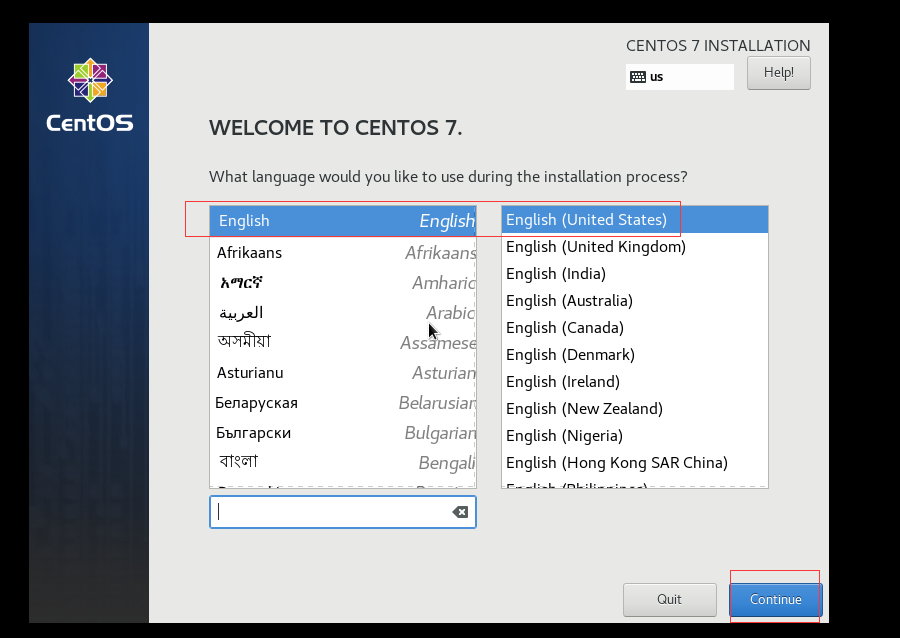 CentOS
CENTOS 7 INSTALLATION
us
Help!
WELCOME TO CENTOS 7.
What language would you like to use during the installation process?
English English
Afrikaans Afrikaans
አማርኛ Amharic
العربية Arabic
অসমীয়া Assamese
Asturianu Asturian
Беларуская Belarusian
Български Bulgarian
বাংলা Bengali
English (United States)
English (United Kingdom)
English (India)
English (Australia)
English (Canada)
English (Denmark)
English (Ireland)
English (New Zealand)
English (Nigeria)
English (Hong Kong SAR China)
English (Philippines)
Quit
Continue